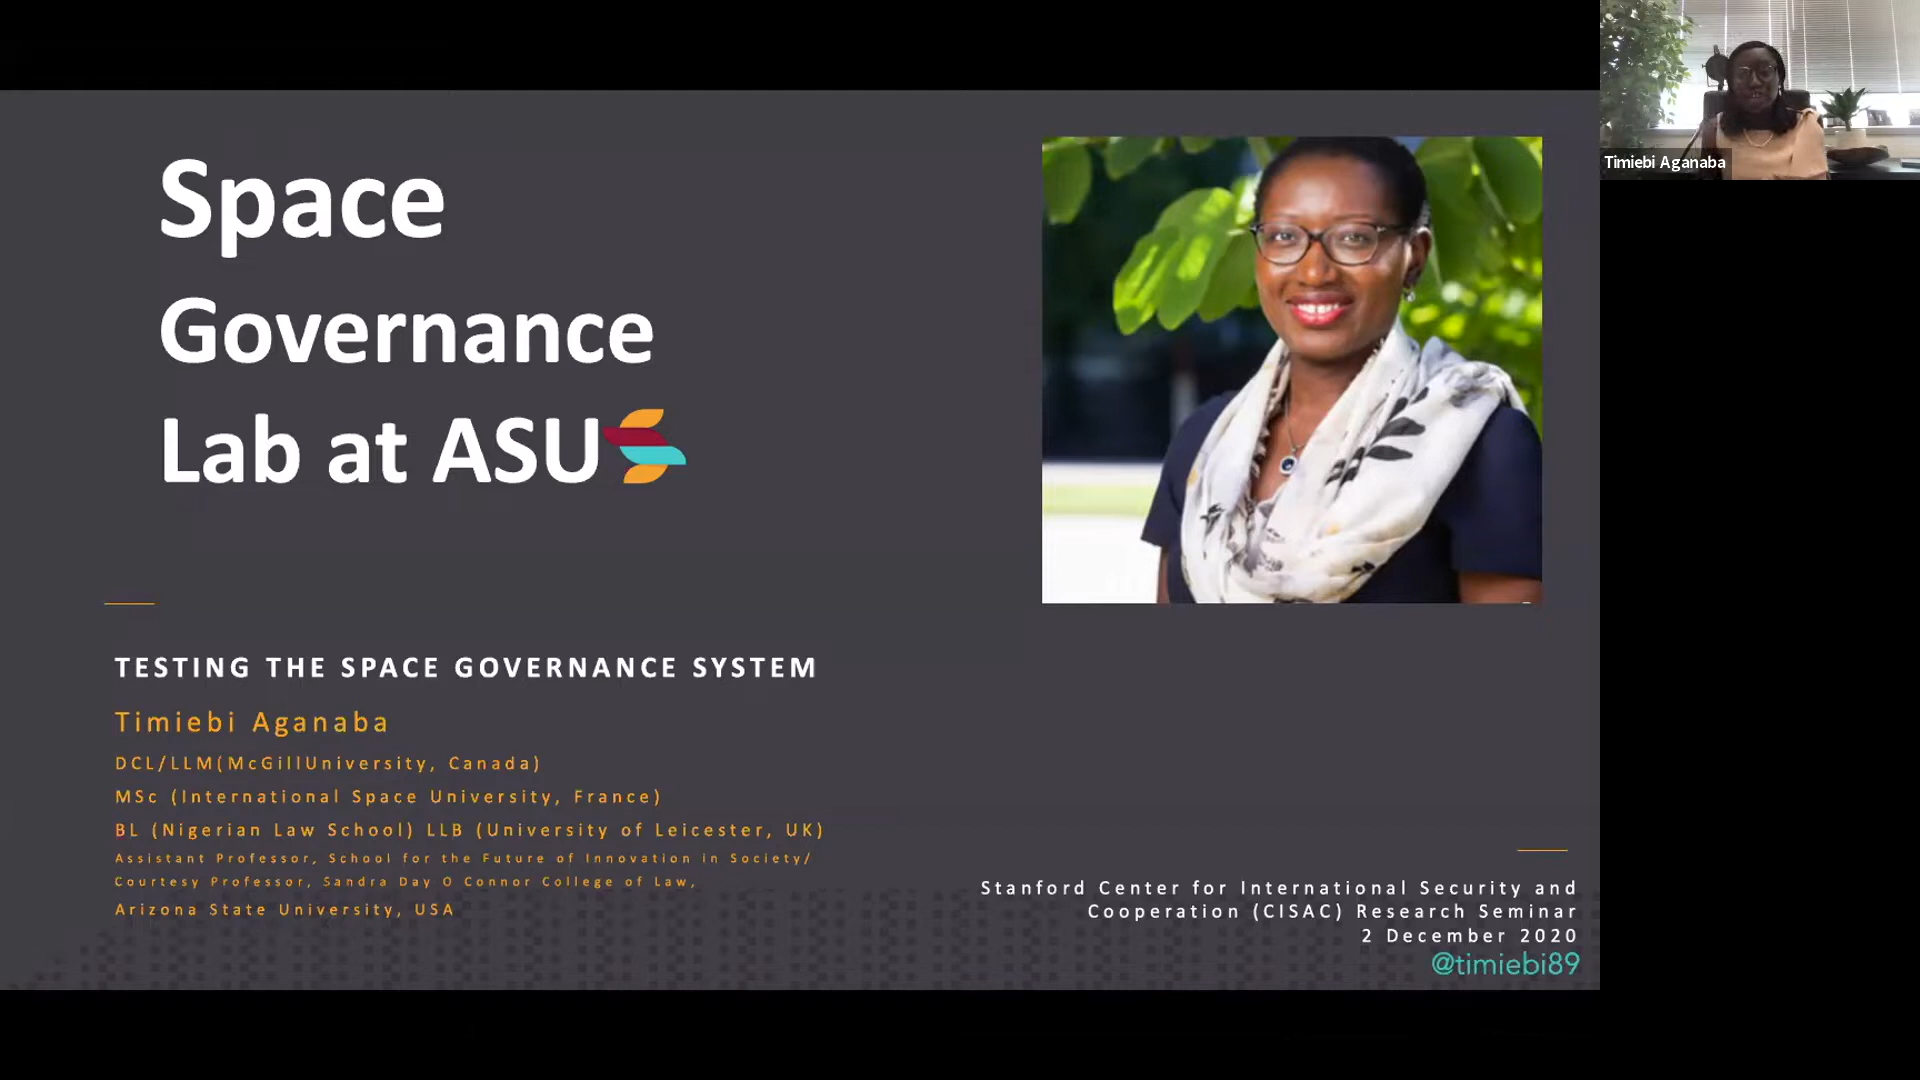 Space
Governance
Lab at ASU
TESTING THE SPACE GOVERNANCE SYSTEM
Timiebi Aganaba
DCL/LLM(McGillUniversity, Canada)
MSc (International Space University, France)
BL (Nigerian Law School) LLB (University of Leicester, UK)
Assistant Professor, School for the Future of Innovation in Society/
Courtesy Professor, Sandra Day O Connor College of Law,
Arizona State University, USA
Stanford Center for International Security and
Cooperation (CISAC) Research Seminar
2 December 2020
@timiebi89
Timiebi Aganaba